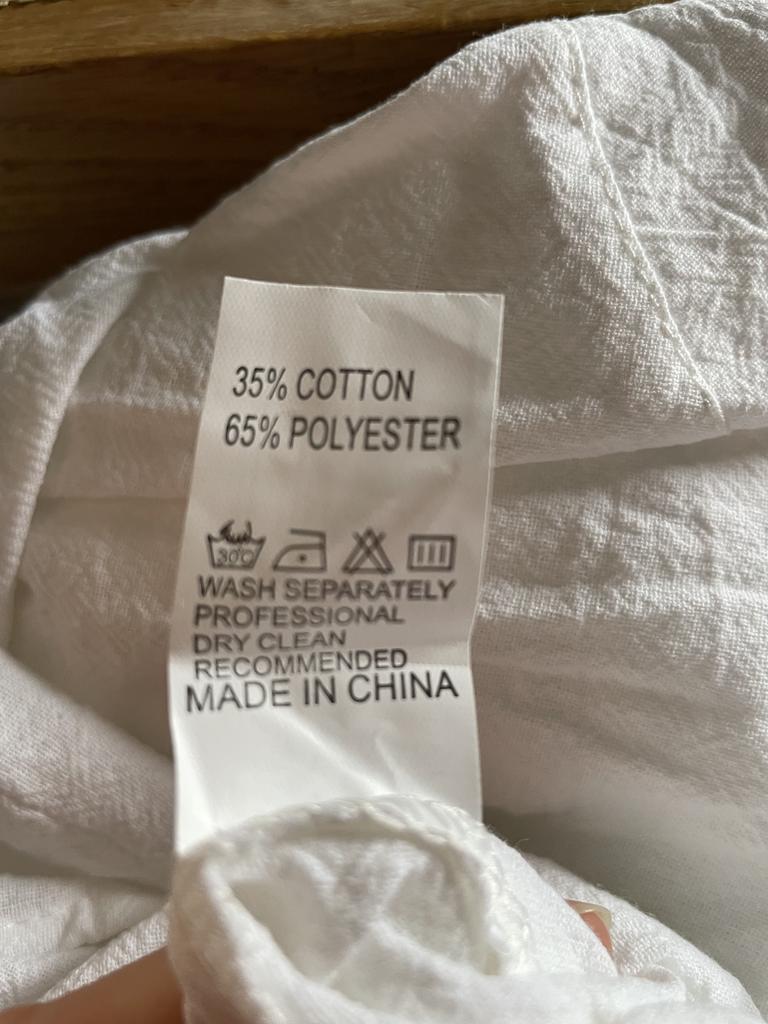 35% COTTON
65% POLYESTER
30°C
WASH SEPARATELY
PROFESSIONAL
DRY CLEAN
RECOMMENDED
MADE IN CHINA